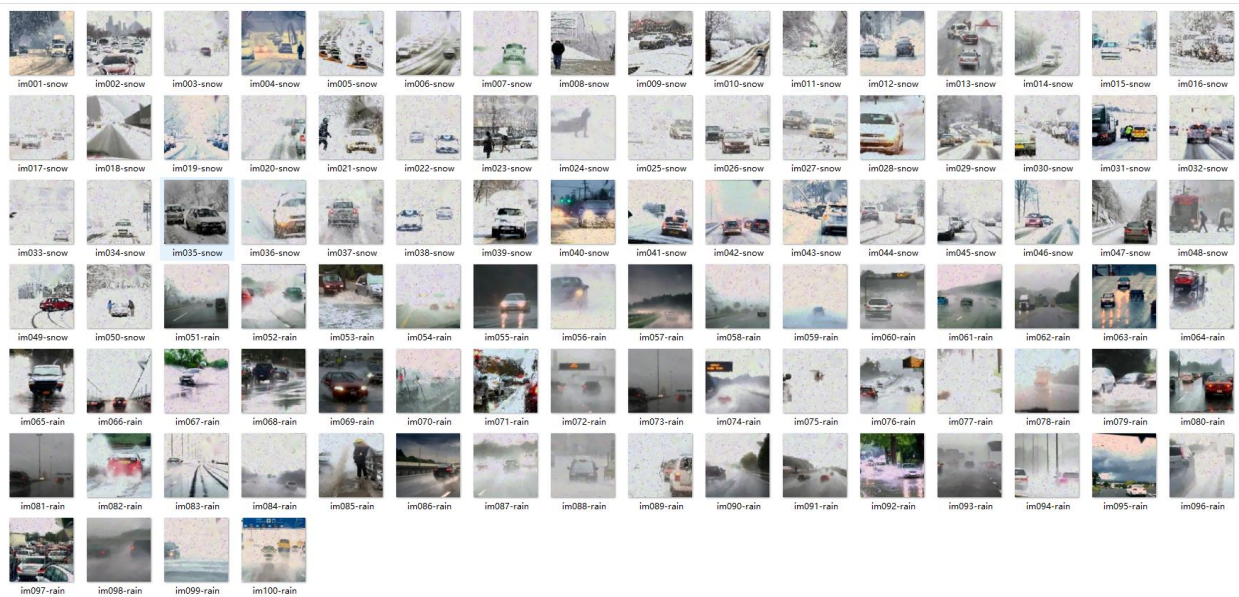 im001-snow im002-snow im003-snow im004-snow im005-snow im006-snow im007-snow im008-snow im009-snow im010-snow im011-snow im012-snow im013-snow im014-snow im015-snow im016-snow
im017-snow im018-snow im019-snow im020-snow im021-snow im022-snow im023-snow im024-snow im025-snow im026-snow im027-snow im028-snow im029-snow im030-snow im031-snow im032-snow
im033-snow im034-snow im035-snow im036-snow im037-snow im038-snow im039-snow im040-snow im041-snow im042-snow im043-snow im044-snow im045-snow im046-snow im047-snow im048-snow
im049-snow im050-snow im051-rain im052-rain im053-rain im054-rain im055-rain im056-rain im057-rain im058-rain im059-rain im060-rain im061-rain im062-rain im063-rain im064-rain
im065-rain im066-rain im067-rain im068-rain im069-rain im070-rain im071-rain im072-rain im073-rain im074-rain im075-rain im076-rain im077-rain im078-rain im079-rain im080-rain
im081-rain im082-rain im083-rain im084-rain im085-rain im086-rain im087-rain im088-rain im089-rain im090-rain im091-rain im092-rain im093-rain im094-rain im095-rain im096-rain
im097-rain im098-rain im099-rain im100-rain